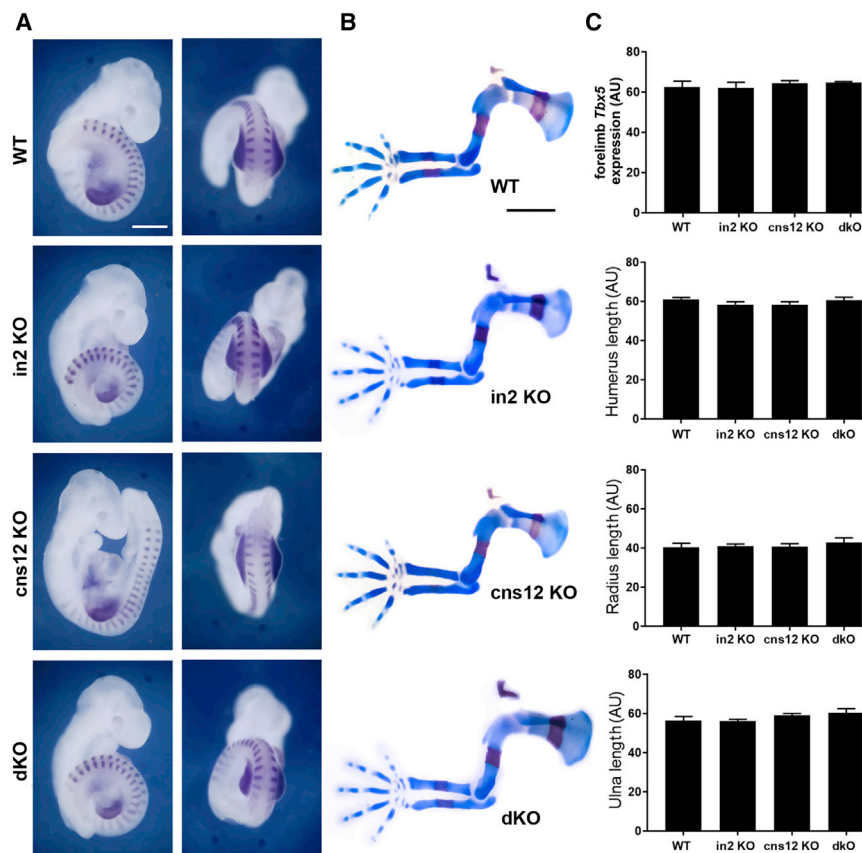 A
B
C
WT
in2 KO
cns12 KO
dKO
WT
in2 KO
cns12 KO
dKO
forelimb Tbx5
expression (AU)
80
60
40
20
0
WT in2 KO cns12 KO dkO
Humerus length (AU)
80
60
40
20
0
WT in2 KO cns12 KO dKO
Radius length (AU)
80
60
40
20
0
WT in2 KO cns12 KO dKO
Ulna length (AU)
80
60
40
20
0
WT in2 KO cns12 KO dKO